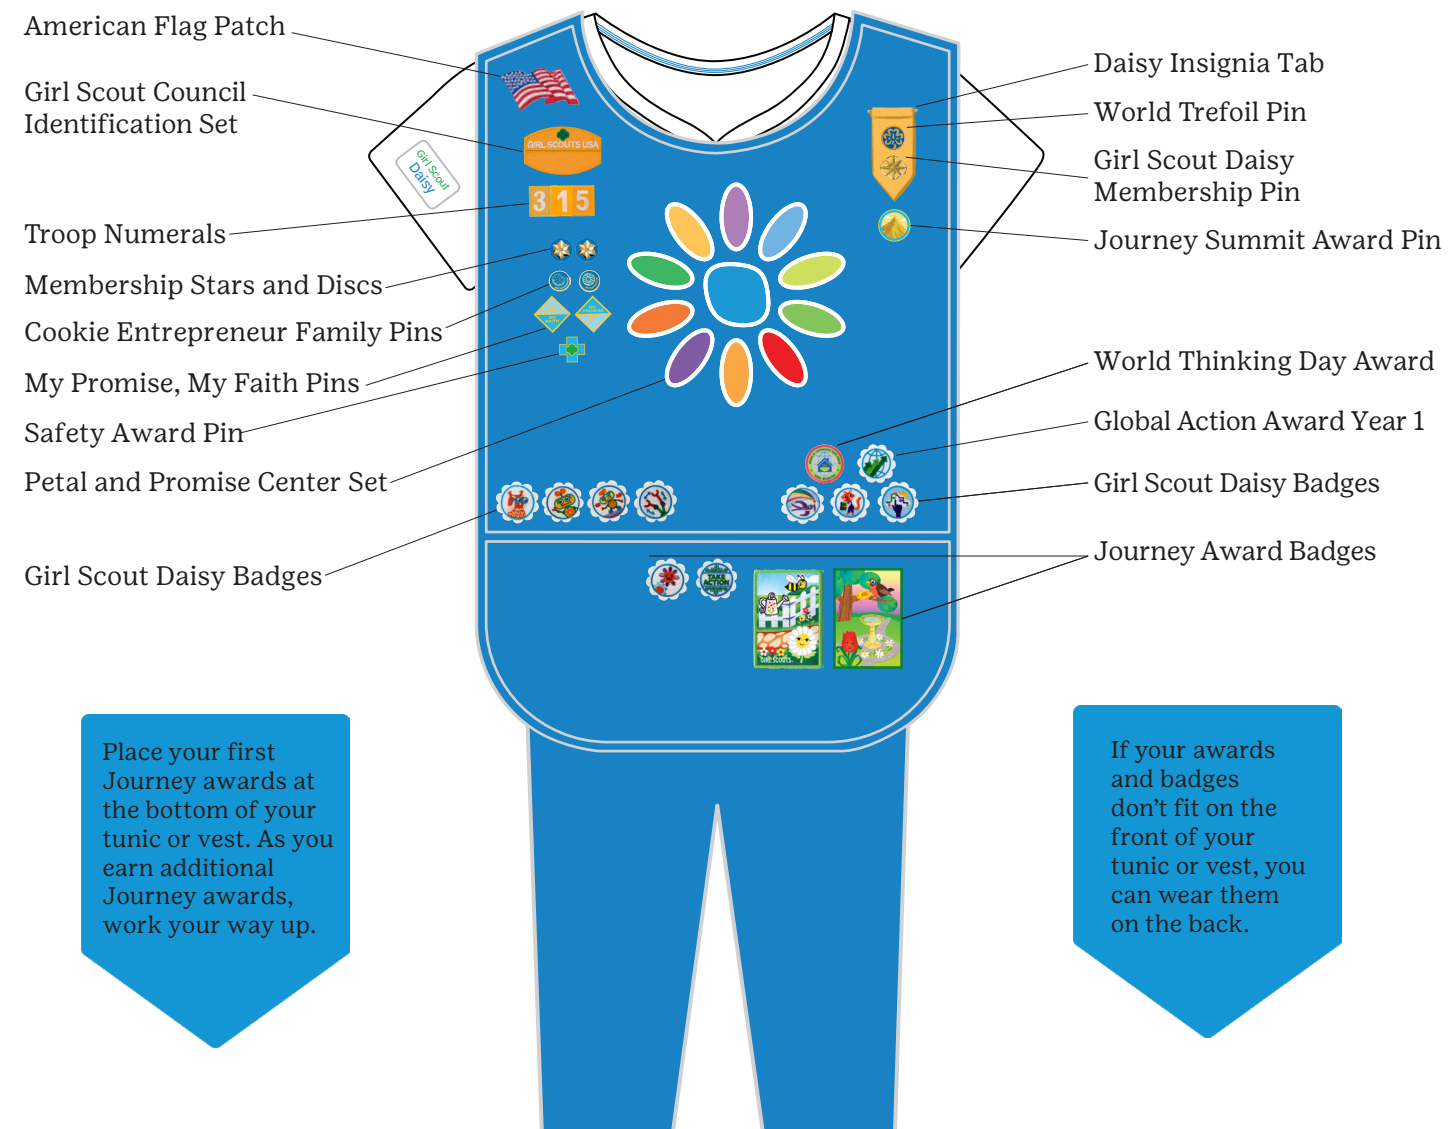 American Flag Patch
Girl Scout Council
Identification Set
Troop Numerals
Membership Stars and Discs
Cookie Entrepreneur Family Pins
My Promise, My Faith Pins
Safety Award Pin
Petal and Promise Center Set
Girl Scout Daisy Badges
Girl Scout
Daisy
GIRL SCOUTS USA
315
TAKE
ACTION
GIRL SCOUTS
Daisy Insignia Tab
World Trefoil Pin
Girl Scout Daisy
Membership Pin
Journey Summit Award Pin
World Thinking Day Award
Global Action Award Year 1
Girl Scout Daisy Badges
Journey Award Badges
Place your first
Journey awards at
the bottom of your
tunic or vest. As you
earn additional
Journey awards,
work your way up.
If your awards
and badges
don’t fit on the
front of your
tunic or vest, you
can wear them
on the back.